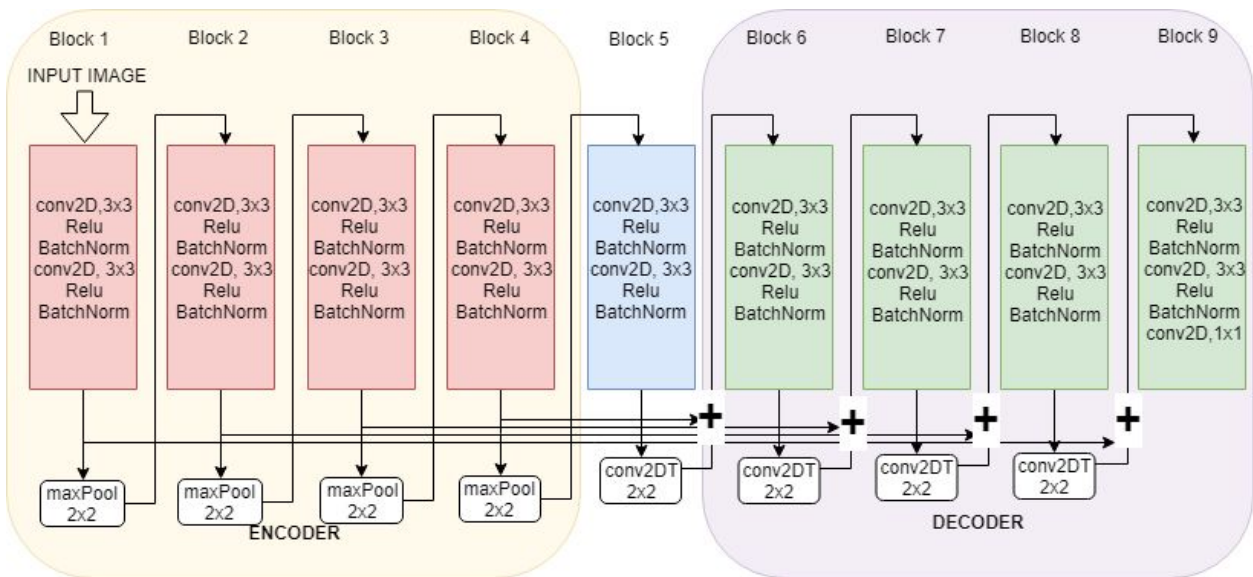 Block 1
Block 2
Block 3
Block 4
Block 5
Block 6
Block 7
Block 8
Block 9
INPUT IMAGE
conv2D,3x3
Relu
BatchNorm
conv2D, 3x3
Relu
BatchNorm
conv2D,3x3
Relu
BatchNorm
conv2D, 3x3
Relu
BatchNorm
conv2D,3x3
Relu
BatchNorm
conv2D, 3x3
Relu
BatchNorm
conv2D,3x3
Relu
BatchNorm
conv2D, 3x3
Relu
BatchNorm
conv2D,3x3
Relu
BatchNorm
conv2D, 3x3
Relu
BatchNorm
conv2D,3x3
Relu
BatchNorm
conv2D, 3x3
Relu
BatchNorm
conv2D,3x3
Relu
BatchNorm
conv2D, 3x3
Relu
BatchNorm
conv2D,3x3
Relu
BatchNorm
conv2D, 3x3
Relu
BatchNorm
conv2D,3x3
Relu
BatchNorm
conv2D, 3x3
Relu
BatchNorm
conv2D,1x1
+
+
+
+
maxPool
2x2
maxPool
2x2
maxPool
2x2
maxPool
2x2
conv2DT
2x2
conv2DT
2x2
conv2DT
2x2
conv2DT
2x2
ENCODER
DECODER